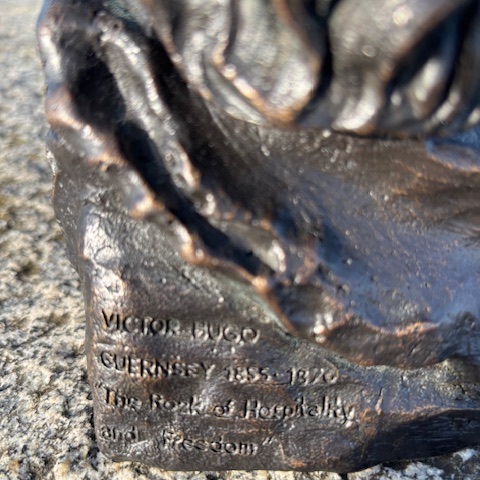 VICTOR HUGO
GUERNSEY 1855-1870
"The Rock of Hospitality
and Freedom"